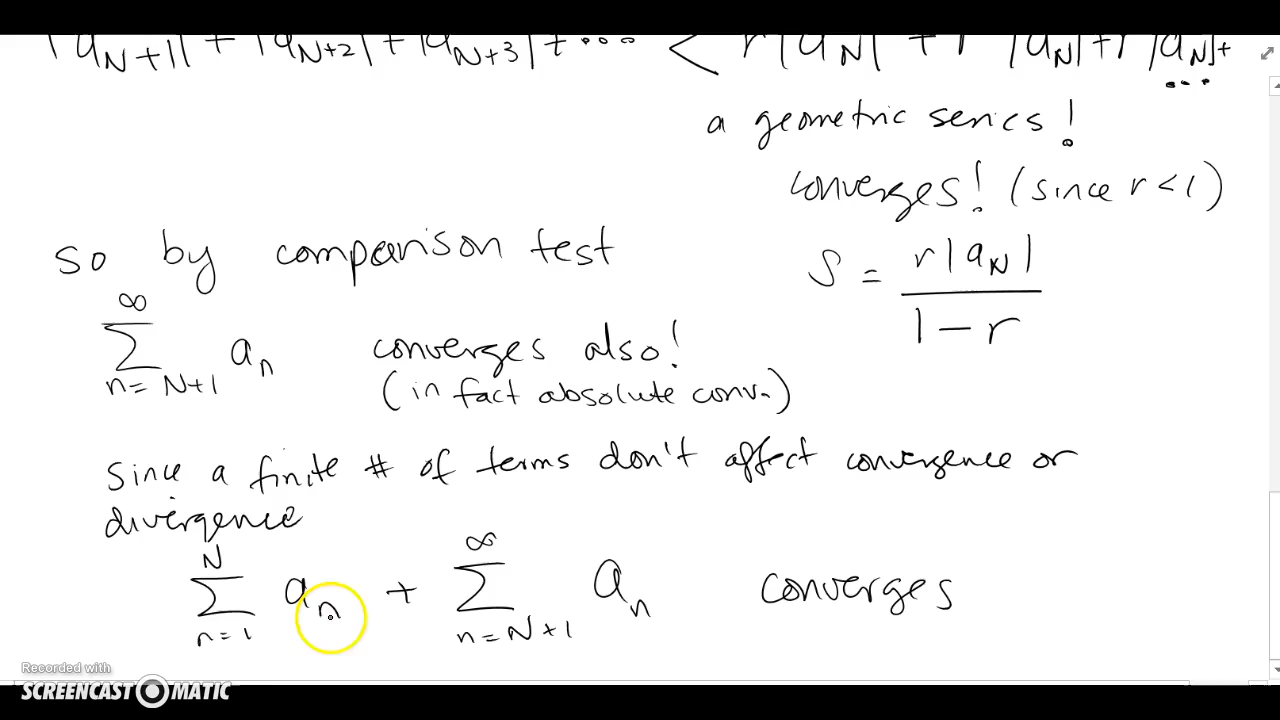 |a_{N+1}| + |a_{N+2}| + |a_{N+3}| + ... < r|a_N| + r |a_N| + r |a_N| +
...
a geometric series!
converges! (since r < 1)
so by comparison test
S = r|a_N| / 1 - r
∑_{n=N+1}^{∞} a_n converges also!
(in fact absolute conv.)
Since a finite # of terms don't affect convergence or
divergence
∑_{n=1}^{N} a_n + ∑_{n=N+1}^{∞} a_n converges
Recorded with
SCREENCAST-O-MATIC